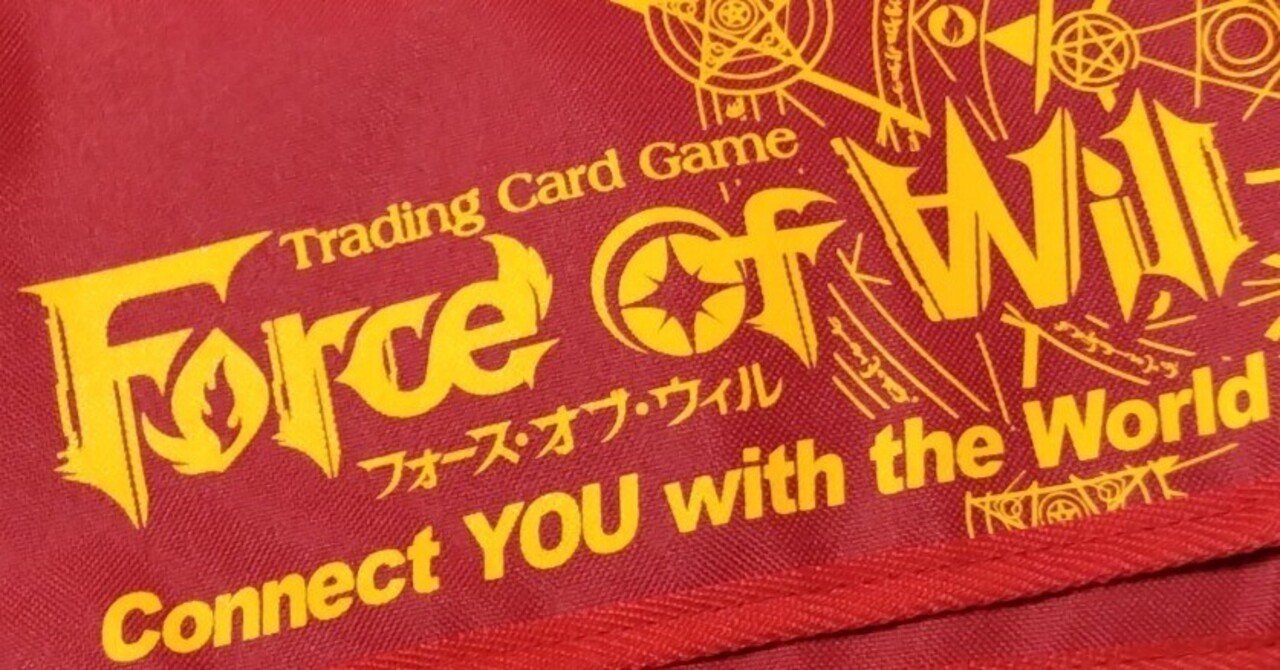 Trading Card Game
Force Of Will
フォース・オブ・ウィル
Connect YOU with the World